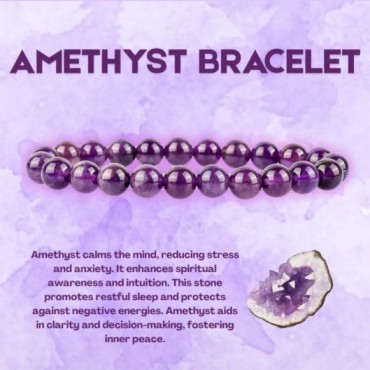 AMETHYST BRACELET
Amethyst calms the mind, reducing stress
and anxiety. It enhances spiritual
awareness and intuition. This stone
promotes restful sleep and protects
against negative energies. Amethyst aids
in clarity and decision-making, fostering
inner peace.